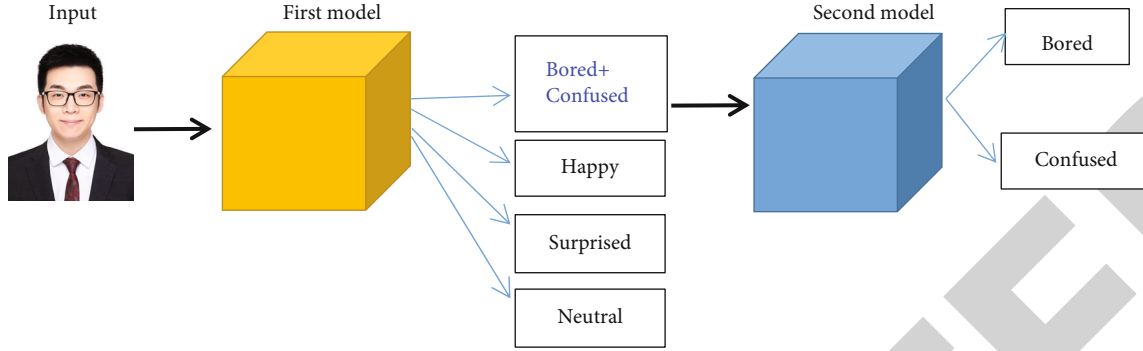 Input
First model
Second model
Bored+
Confused
Happy
Surprised
Neutral
Bored
Confused